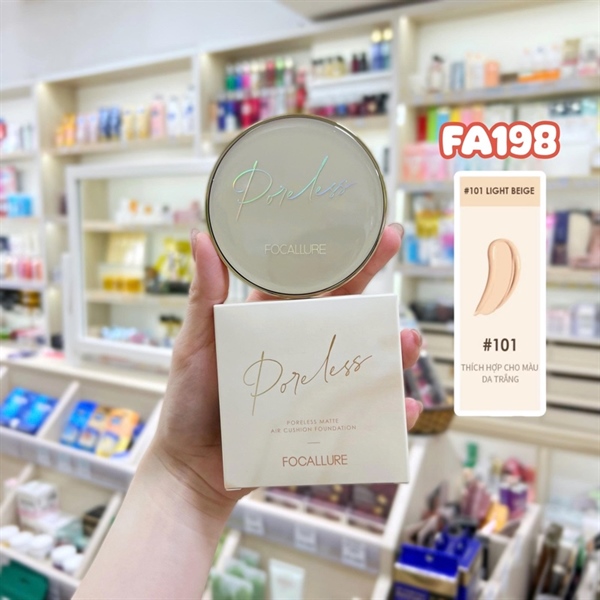 FA198
#101 LIGHT BEIGE
#101
THÍCH HỢP CHO MÀU
DA TRẮNG
Poreless
FOCALLURE
Poreless
PORELESS MATTE
AIR CUSHION FOUNDATION
FOCALLURE